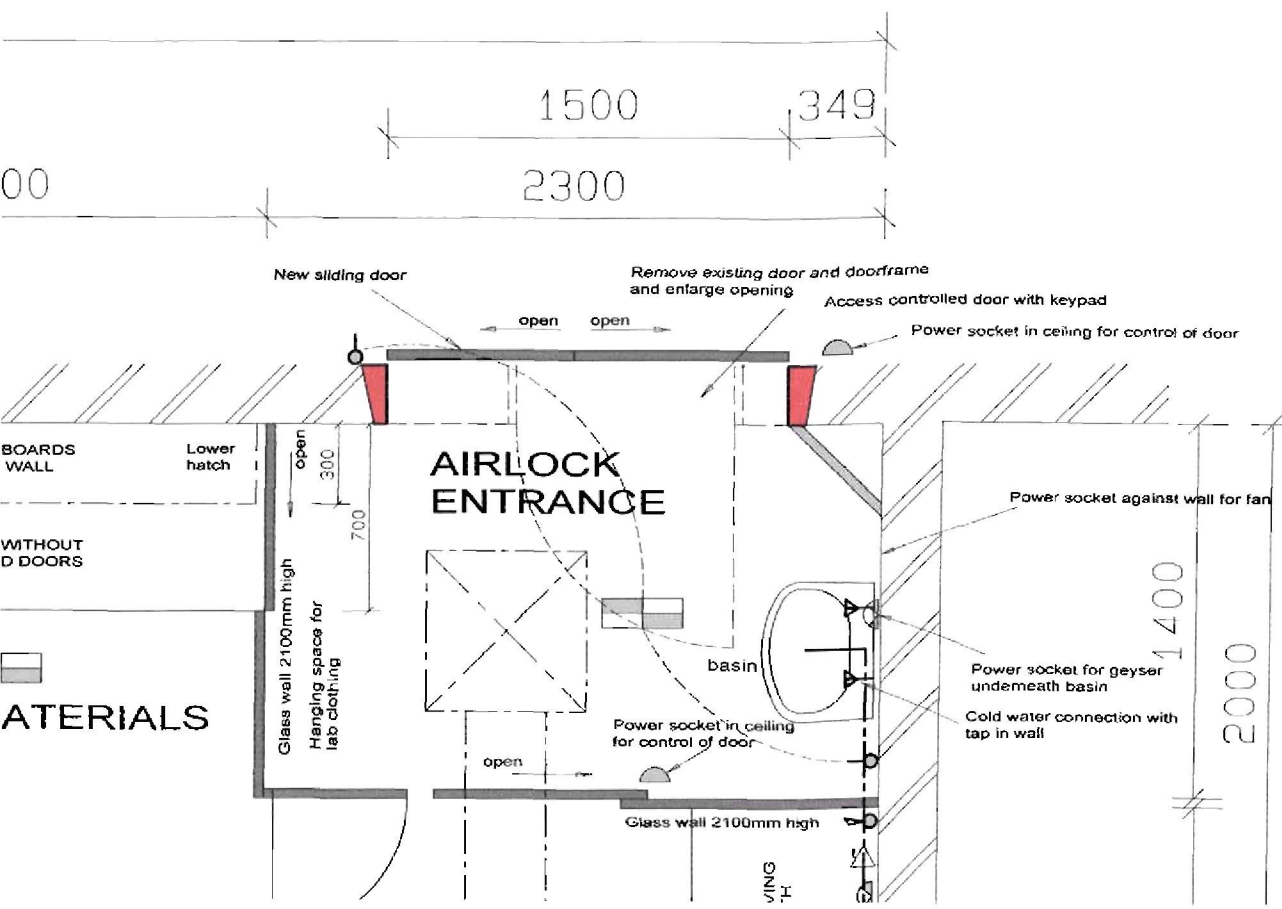 1500
349
00
2300
New sliding door
Remove existing door and doorframe
and enlarge opening
Access controlled door with keypad
open
open
Power socket in ceiling for control of door
BOARDS
WALL
Lower
hatch
open
300
AIRLOCK
ENTRANCE
Power socket against wall for fan
WITHOUT
D DOORS
700
Glass wall 2100mm high
Hanging space for
lab clothing
1400
2000
basin
Power socket for geyser
underneath basin
ATERIALS
Cold water connection with
tap in wall
Power socket in ceiling
for control of door
open
Glass wall 2100mm high
VING